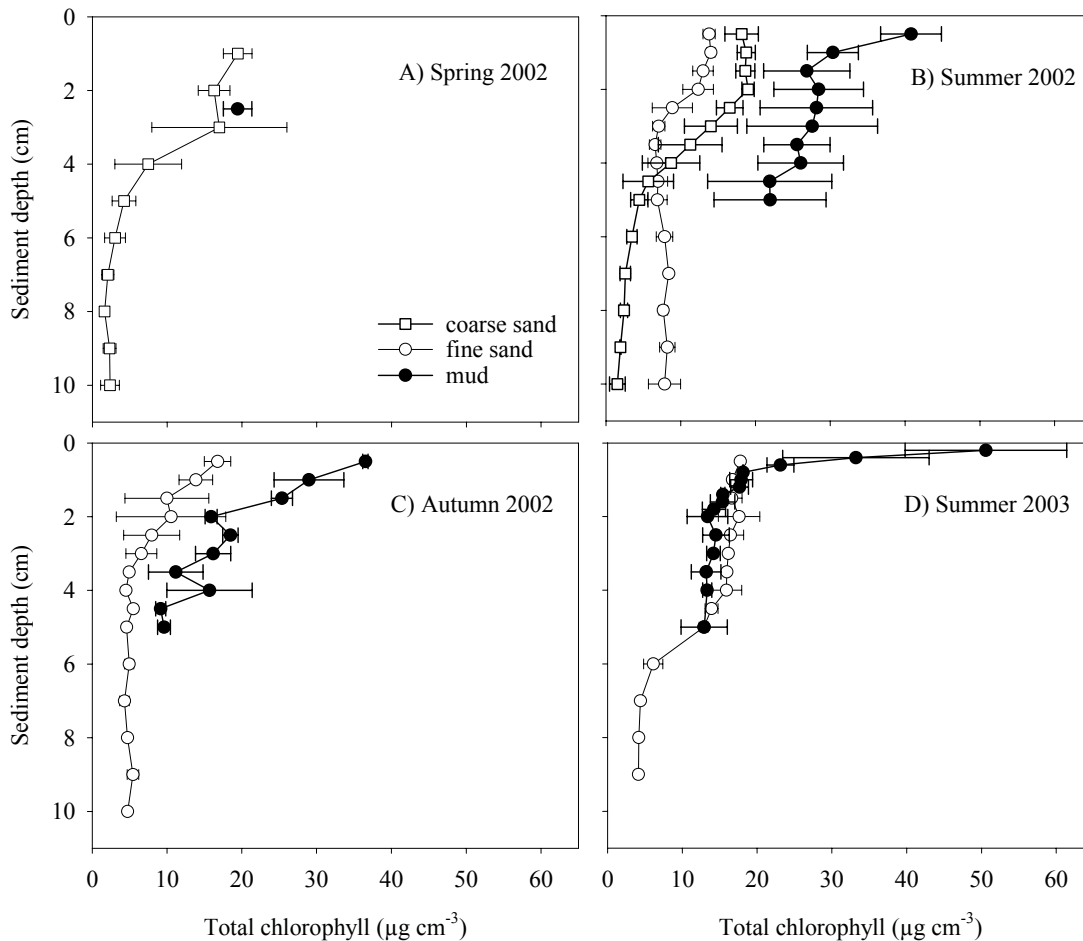 0
2
4
6
8
10
Sediment depth (cm)
A) Spring 2002
coarse sand
fine sand
mud
B) Summer 2002
0
2
4
6
8
10
Sediment depth (cm)
C) Autumn 2002
D) Summer 2003
0 10 20 30 40 50 60
0 10 20 30 40 50 60
Total chlorophyll (µg cm⁻³)
Total chlorophyll (µg cm⁻³)